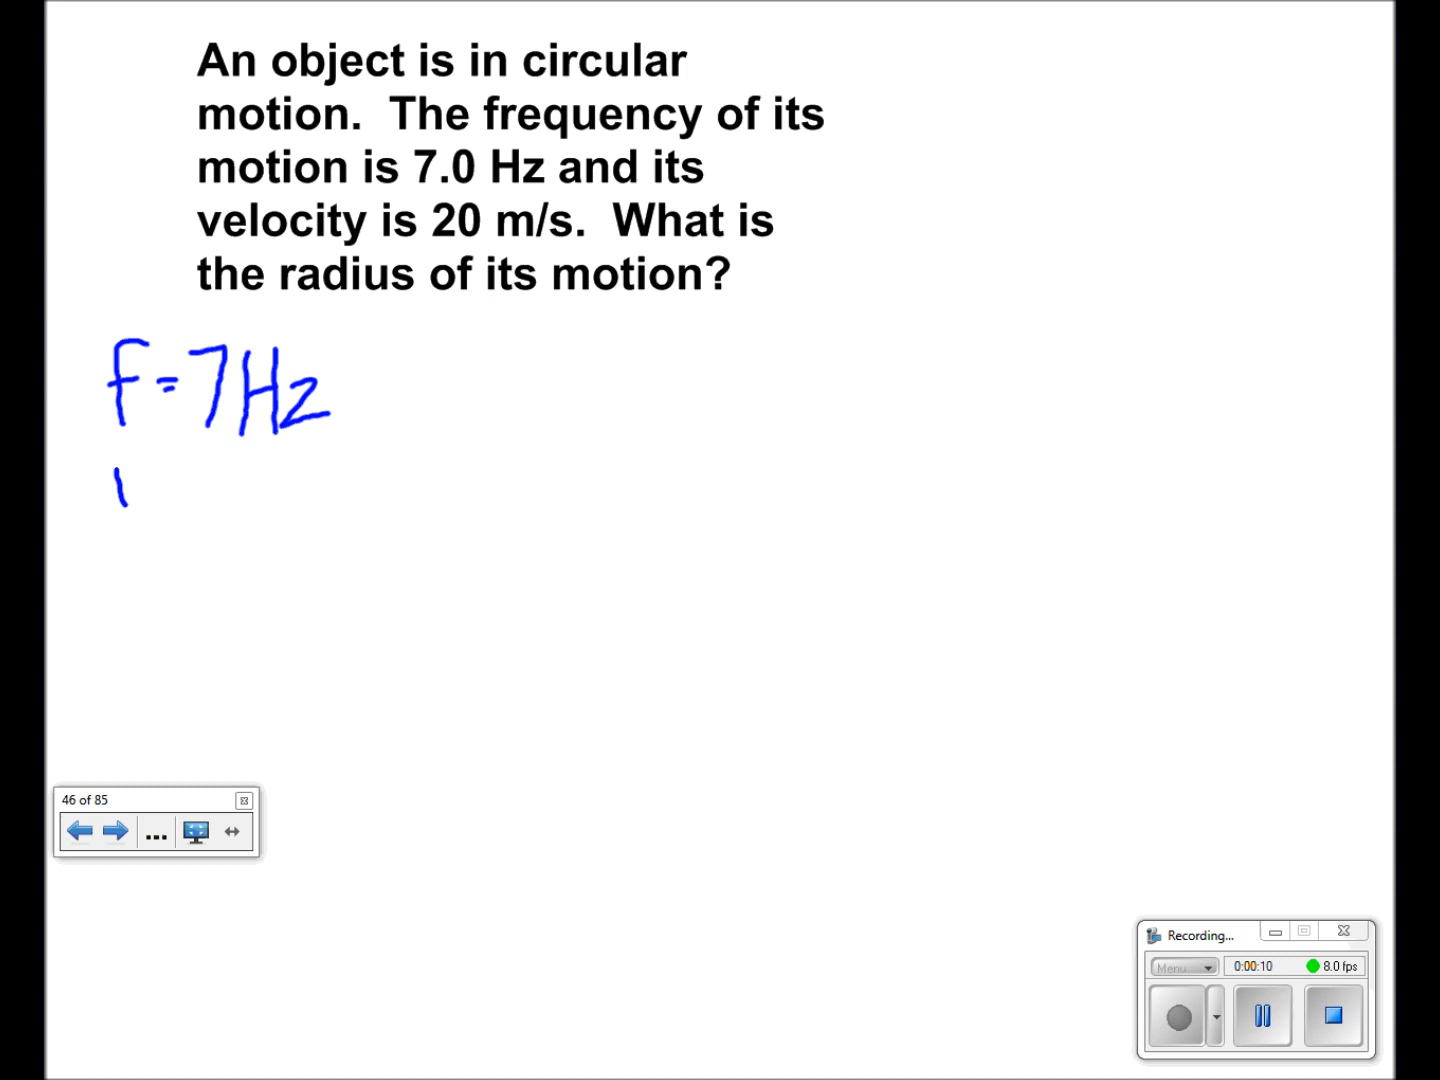 An object is in circular
motion. The frequency of its
motion is 7.0 Hz and its
velocity is 20 m/s. What is
the radius of its motion?
f = 7 Hz
46 of 85
...
Recording...
Menu
0:00:10
8.0 fps